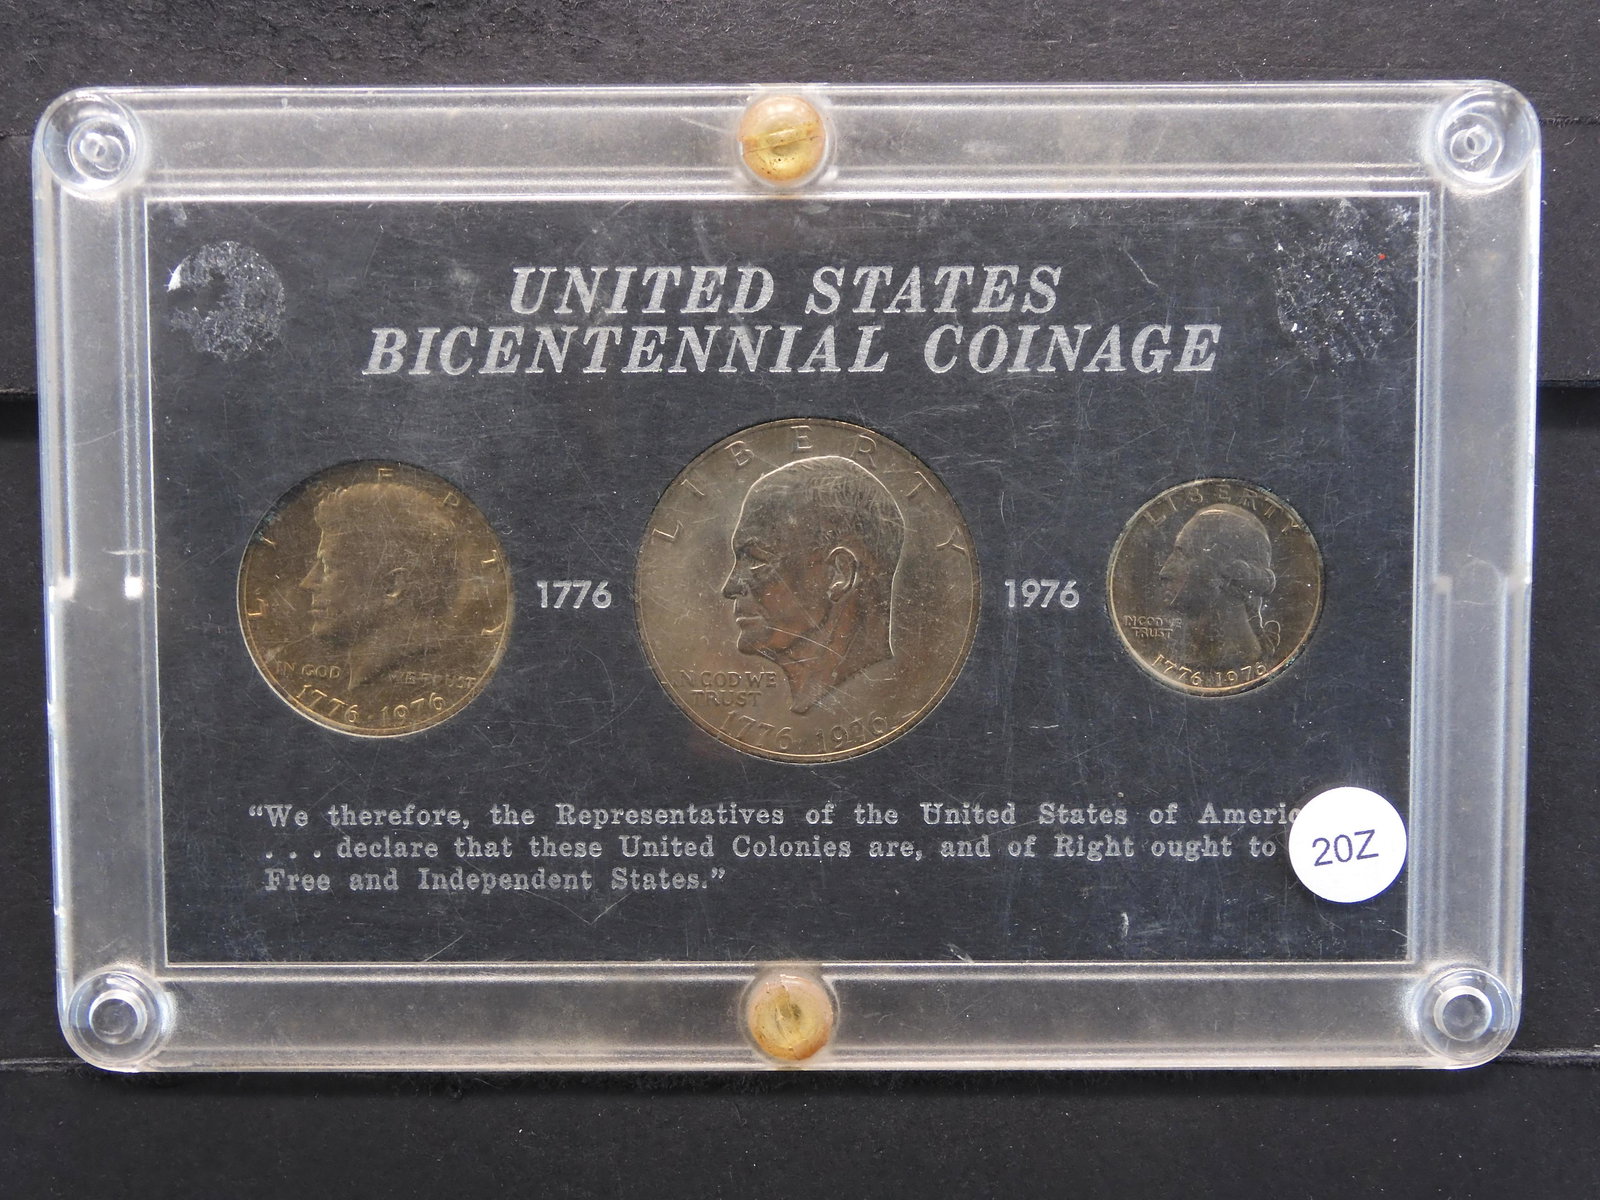 UNITED STATES
BICENTENNIAL COINAGE
LIBERTY
IN GOD WE TRUST
1776·1976
1776
LIBERTY
IN GOD WE
TRUST
1776·1976
1976
LIBERTY
IN GOD WE
TRUST
1776·1976
"We therefore, the Representatives of the United States of Americ
. . . declare that these United Colonies are, and of Right ought to
Free and Independent States."
20Z